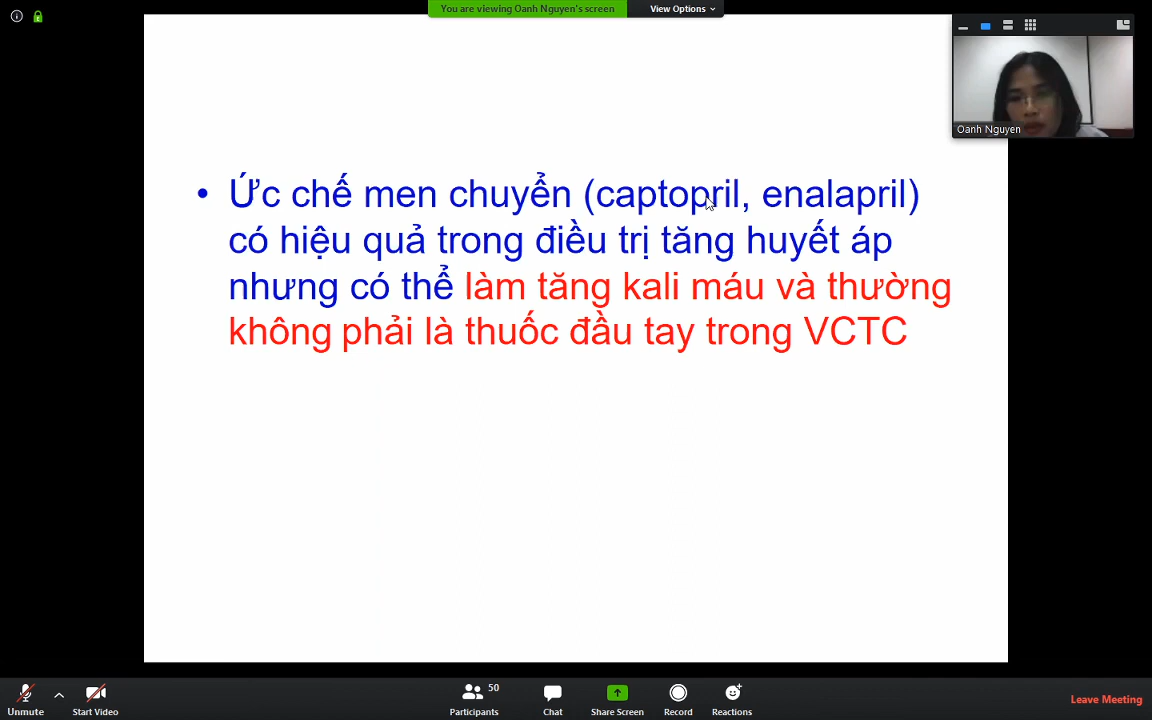 You are viewing Oanh Nguyen's screen
View Options
Oanh Nguyen
• Ức chế men chuyển (captopril, enalapril)
có hiệu quả trong điều trị tăng huyết áp
nhưng có thể làm tăng kali máu và thường
không phải là thuốc đầu tay trong VCTC
Unmute
Start Video
Participants
50
Chat
Share Screen
Record
Reactions
Leave Meeting